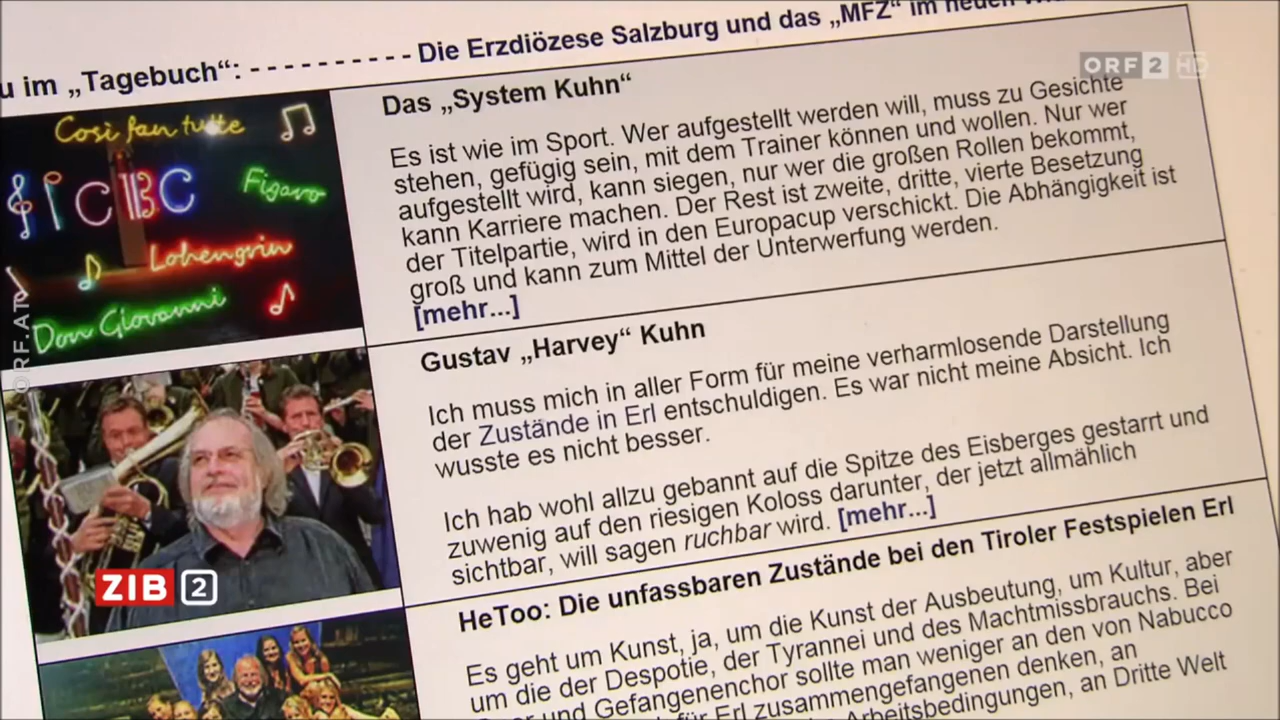 u im „Tagebuch“: - - - - - - - - - - Die Erzdiözese Salzburg und das „MFZ“ im neuen
ORF 2 HD
Das „System Kuhn“
Es ist wie im Sport. Wer aufgestellt werden will, muss zu Gesichte
stehen, gefügig sein, mit dem Trainer können und wollen. Nur wer
aufgestellt wird, kann siegen, nur wer die großen Rollen bekommt,
kann Karriere machen. Der Rest ist zweite, dritte, vierte Besetzung
der Titelpartie, wird in den Europacup verschickt. Die Abhängigkeit ist
groß und kann zum Mittel der Unterwerfung werden.
[mehr...]
Così fan tutte
Figaro
Lohengrin
Don Giovanni
ORF.AT
Gustav „Harvey“ Kuhn
Ich muss mich in aller Form für meine verharmlosende Darstellung
der Zustände in Erl entschuldigen. Es war nicht meine Absicht. Ich
wusste es nicht besser.
Ich hab wohl allzu gebannt auf die Spitze des Eisberges gestarrt und
zuwenig auf den riesigen Koloss darunter, der jetzt allmählich
sichtbar, will sagen ruchbar wird. [mehr...]
ZIB 2
HeToo: Die unfassbaren Zustände bei den Tiroler Festspielen Erl
Es geht um Kunst, ja, um die Kunst der Ausbeutung, um Kultur, aber
um die der Despotie, der Tyrannei und des Machtmissbrauchs. Bei
und Gefangenenchor sollte man weniger an den von Nabucco
für Erl zusammengefangenen denken, an
Arbeitsbedingungen, an Dritte Welt